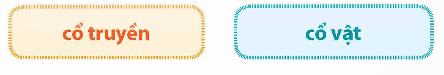 cổ truyền
cổ vật